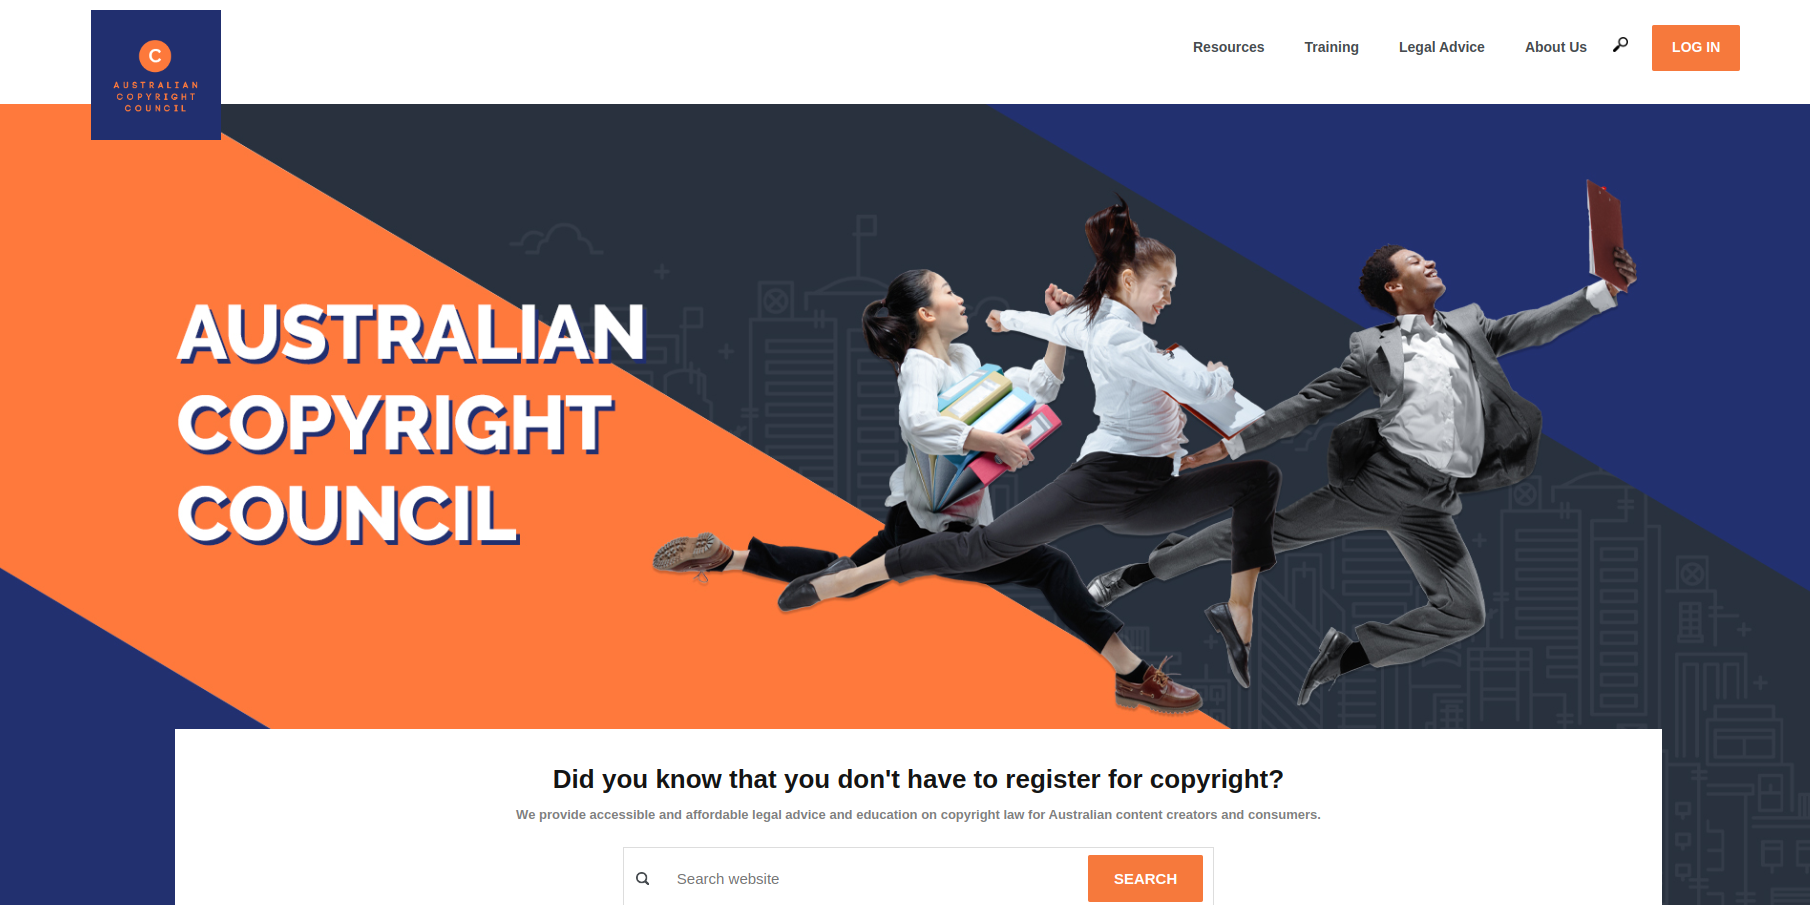 C
AUSTRALIAN
COPYRIGHT
COUNCIL
Resources
Training
Legal Advice
About Us
LOG IN
AUSTRALIAN
COPYRIGHT
COUNCIL
Did you know that you don't have to register for copyright?
We provide accessible and affordable legal advice and education on copyright law for Australian content creators and consumers.
Search website
SEARCH